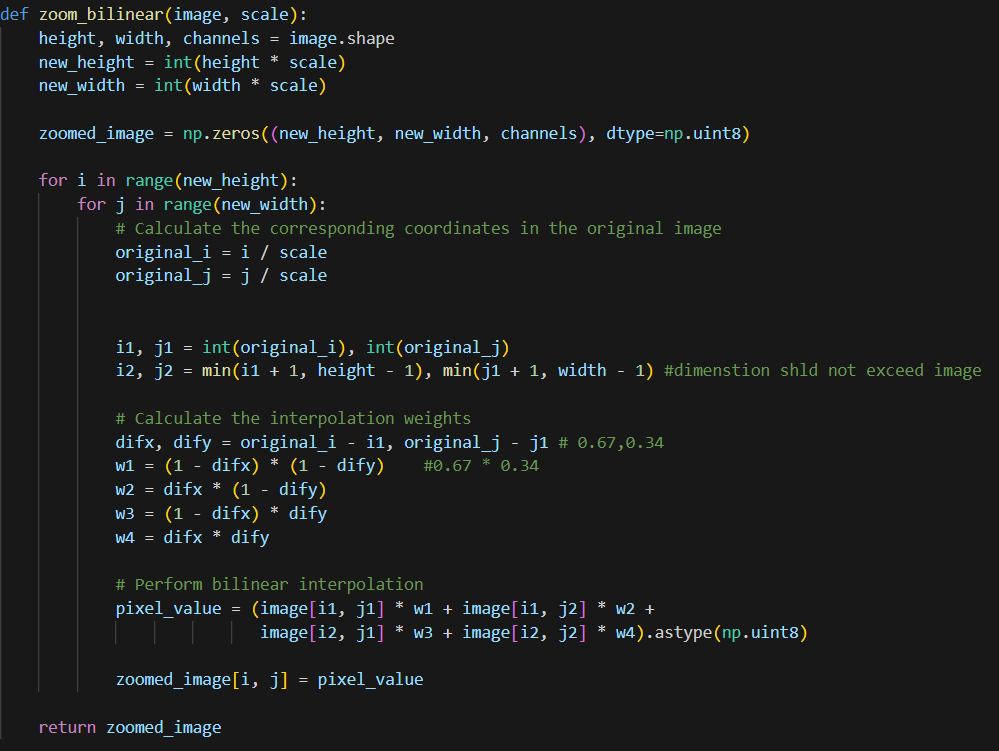 def zoom_bilinear(image, scale):
    height, width, channels = image.shape
    new_height = int(height * scale)
    new_width = int(width * scale)

    zoomed_image = np.zeros((new_height, new_width, channels), dtype=np.uint8)

    for i in range(new_height):
        for j in range(new_width):
            # Calculate the corresponding coordinates in the original image
            original_i = i / scale
            original_j = j / scale


            i1, j1 = int(original_i), int(original_j)
            i2, j2 = min(i1 + 1, height - 1), min(j1 + 1, width - 1) #dimenstion shld not exceed image

            # Calculate the interpolation weights
            difx, dify = original_i - i1, original_j - j1 # 0.67,0.34
            w1 = (1 - difx) * (1 - dify)    #0.67 * 0.34
            w2 = difx * (1 - dify)
            w3 = (1 - difx) * dify
            w4 = difx * dify

            # Perform bilinear interpolation
            pixel_value = (image[i1, j1] * w1 + image[i1, j2] * w2 +
                           image[i2, j1] * w3 + image[i2, j2] * w4).astype(np.uint8)

            zoomed_image[i, j] = pixel_value

    return zoomed_image